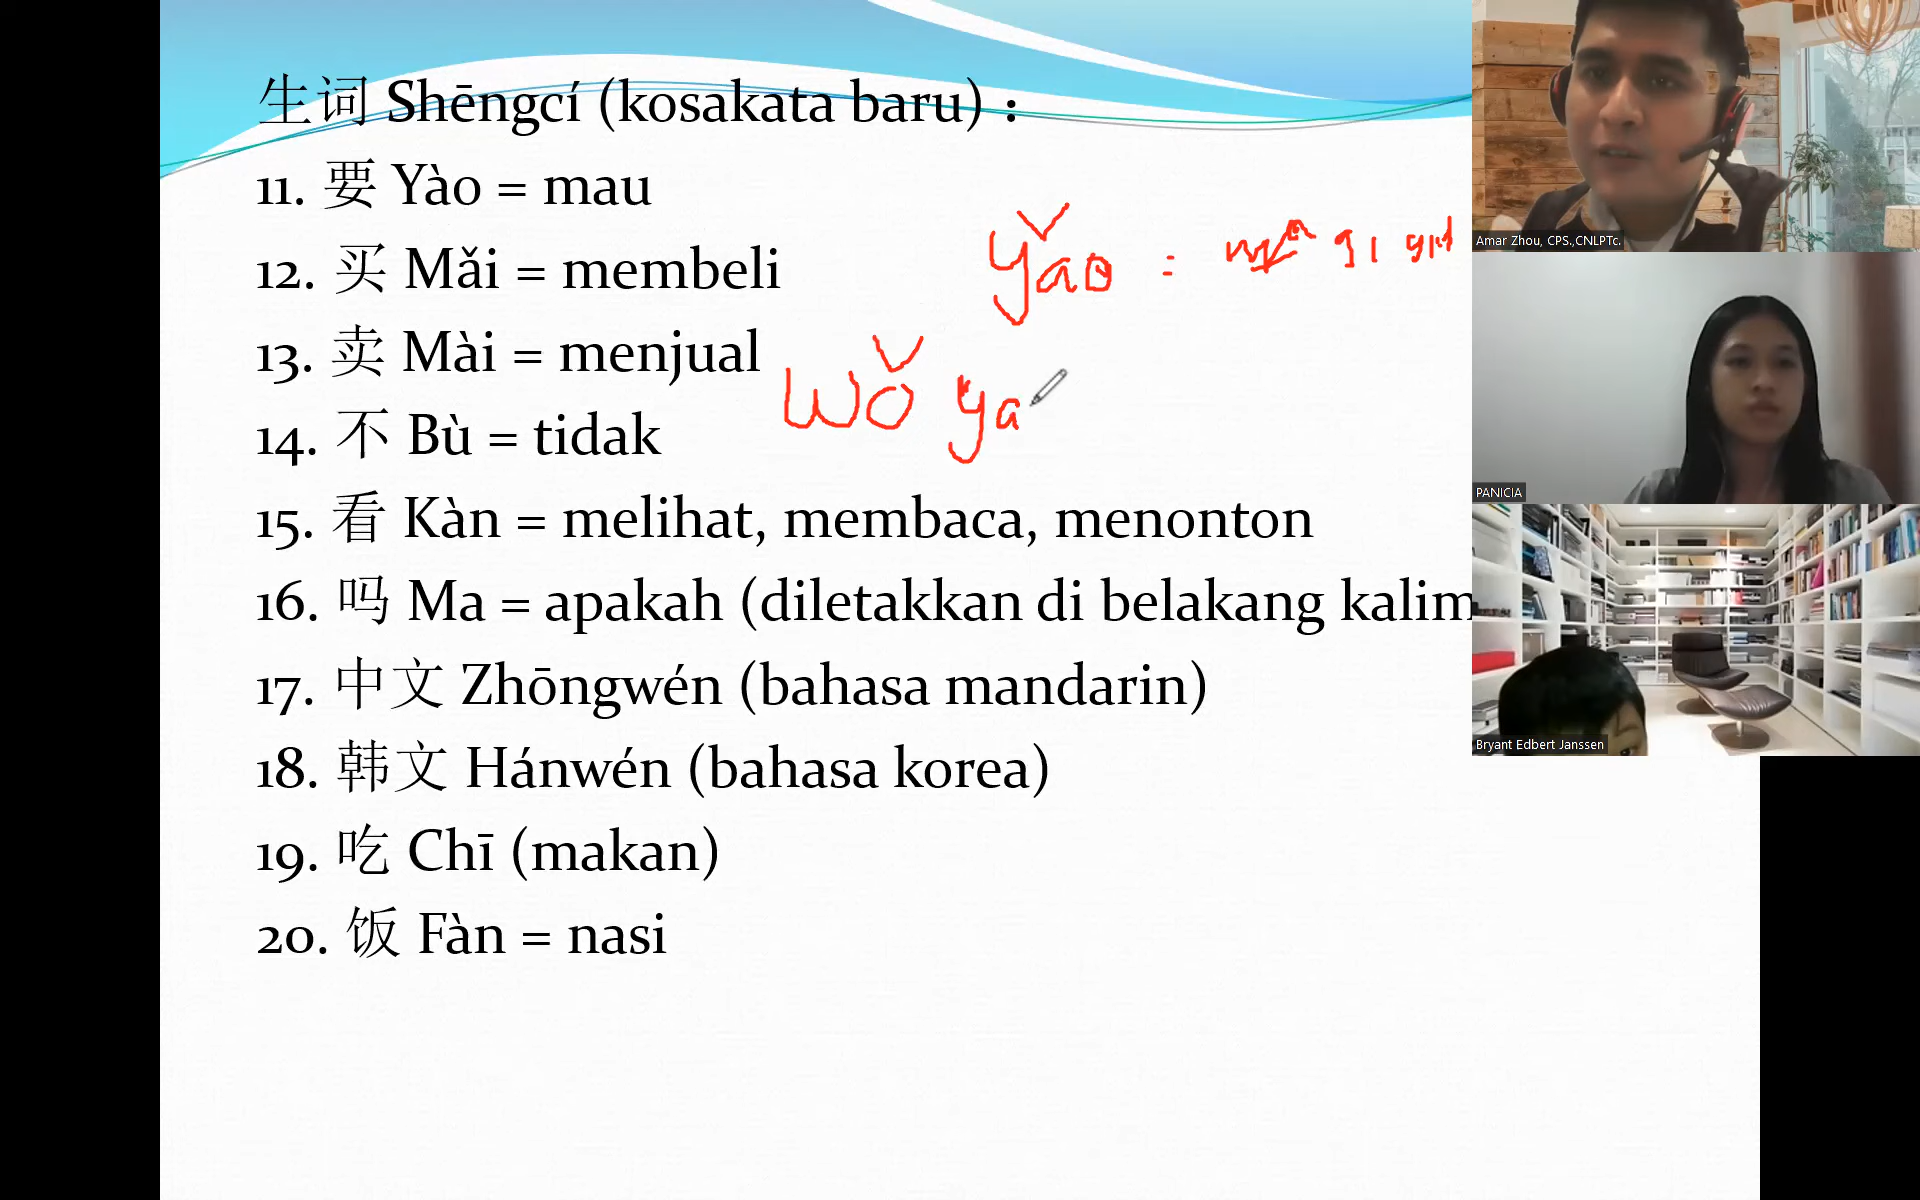 生词 Shēngcí (kosakata baru) :
11. 要 Yào = mau
12. 买 Mǎi = membeli
13. 卖 Mài = menjual
14. 不 Bù = tidak
15. 看 Kàn = melihat, membaca, menonton
16. 吗 Ma = apakah (diletakkan di belakang kalim
17. 中文 Zhōngwén (bahasa mandarin)
18. 韩文 Hánwén (bahasa korea)
19. 吃 Chī (makan)
20. 饭 Fàn = nasi
yǎo =
wǒ ya
Amar Zhou, CPS.,CNLPTc.
PANICIA
Bryant Edbert Janssen